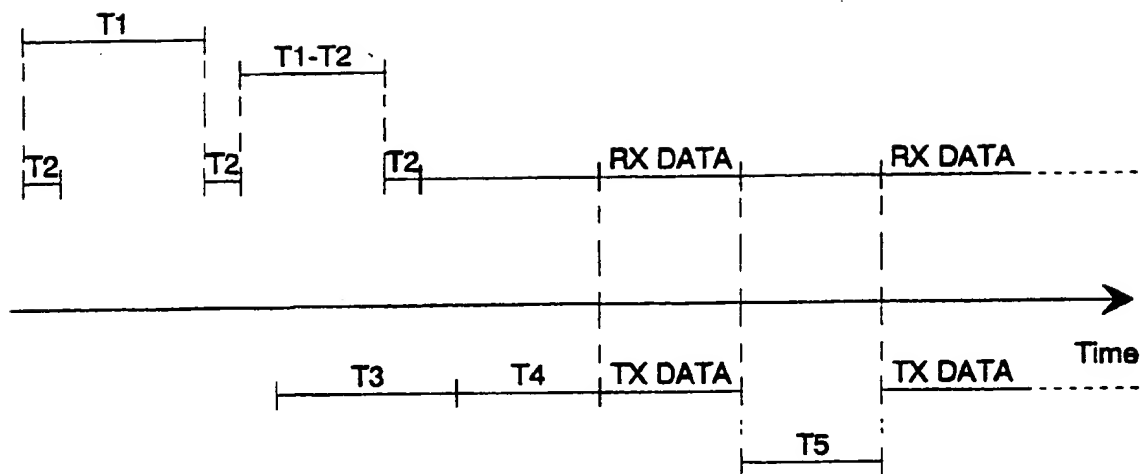 T1
T1-T2
T2
T2
T2
RX DATA
RX DATA
Time
T3
T4
TX DATA
TX DATA
T5